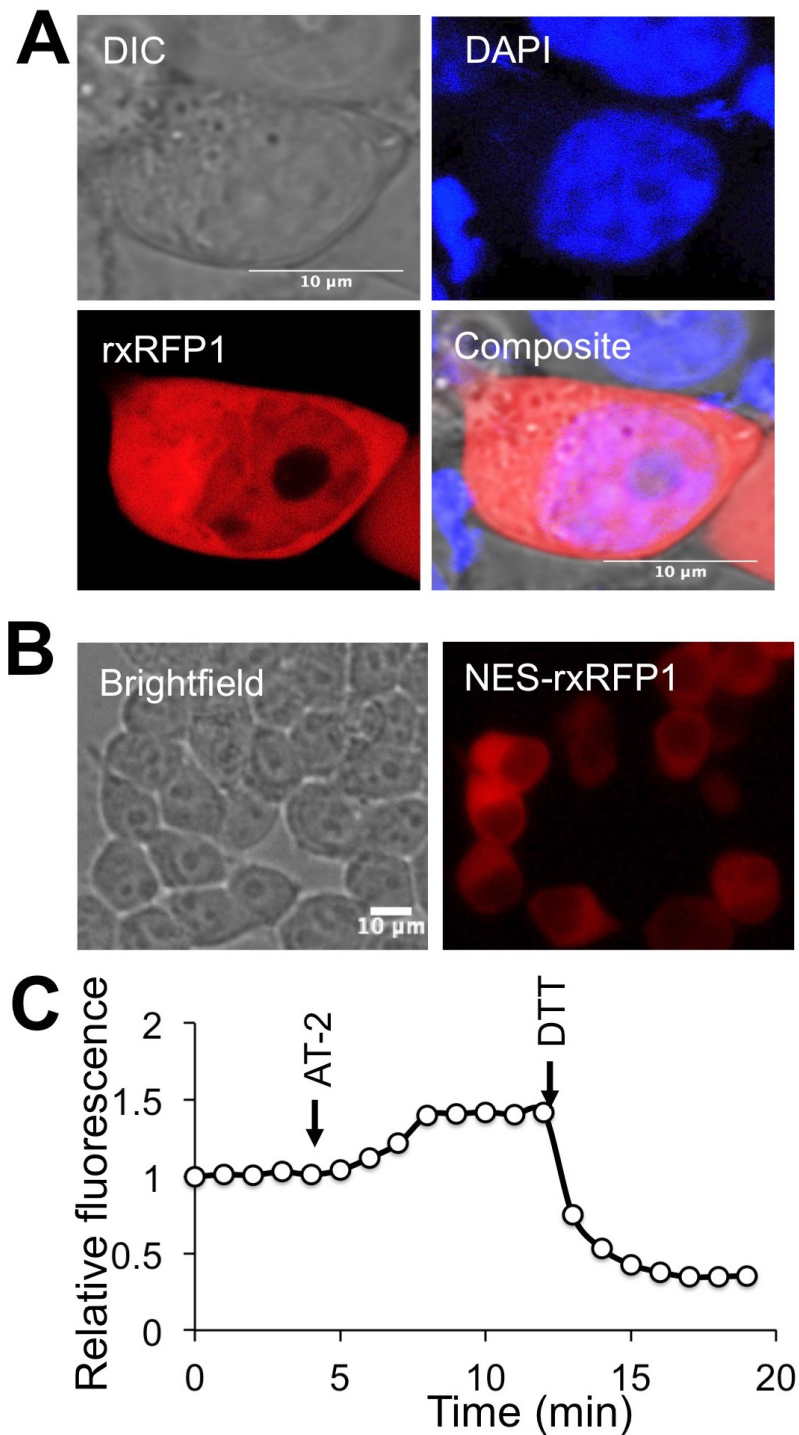 A
DIC
DAPI
10 µm
rxRFP1
Composite
10 µm
B
Brightfield
NES-rxRFP1
10 µm
C
Relative fluorescence
2
1.5
1
0.5
0
AT-2
DTT
0
5
10
15
20
Time (min)